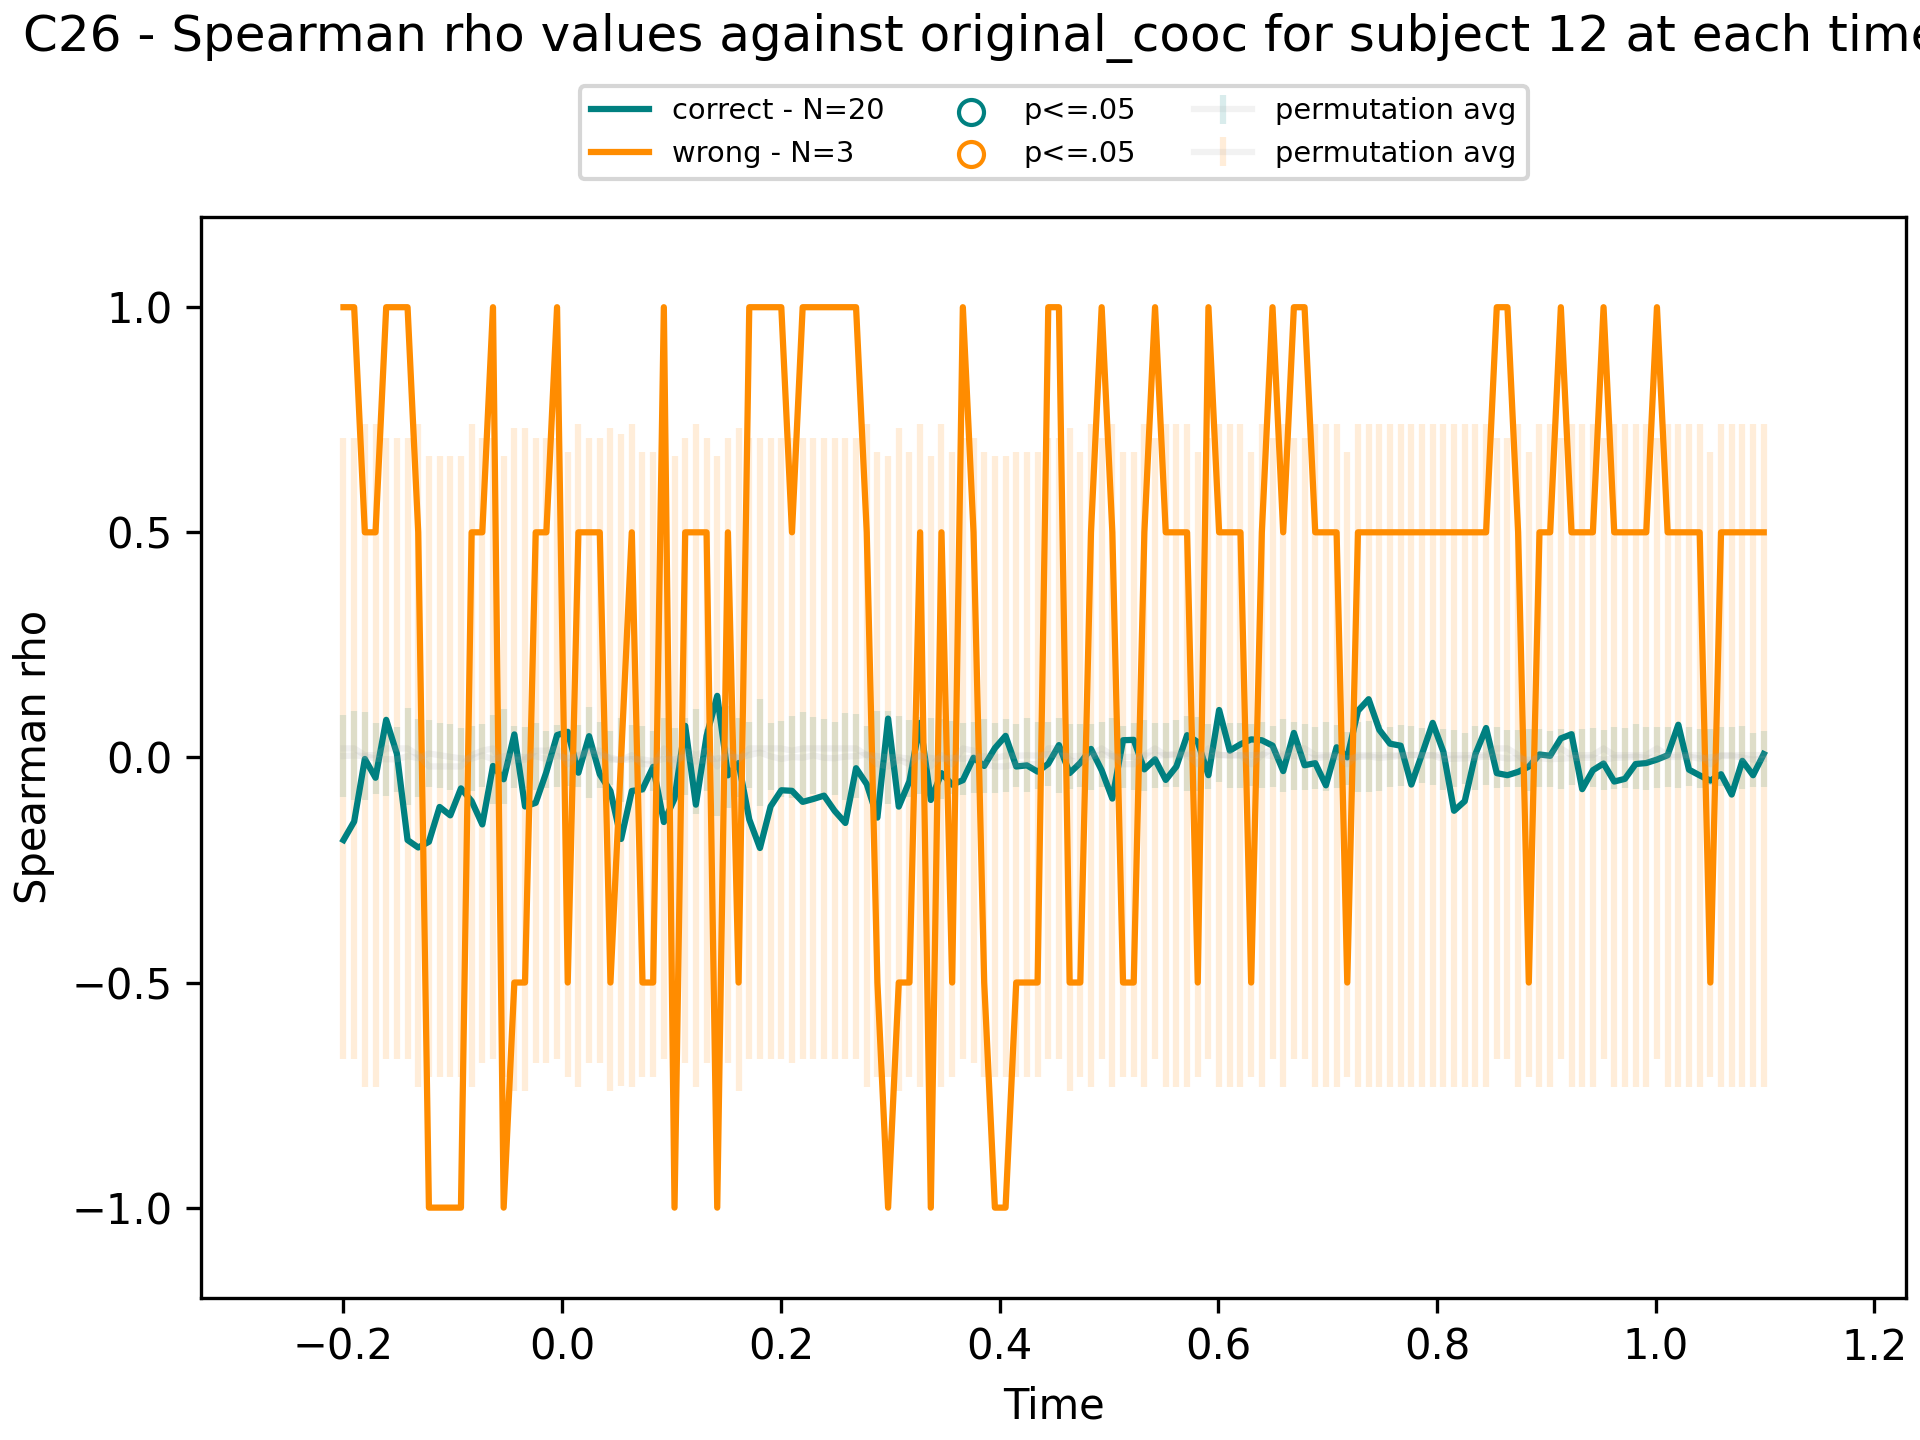 C26 - Spearman rho values against original_cooc for subject 12 at each time
correct - N=20 p<=.05 permutation avg
wrong - N=3 p<=.05 permutation avg
1.0
0.5
0.0
−0.5
−1.0
Spearman rho
−0.2 0.0 0.2 0.4 0.6 0.8 1.0 1.2
Time